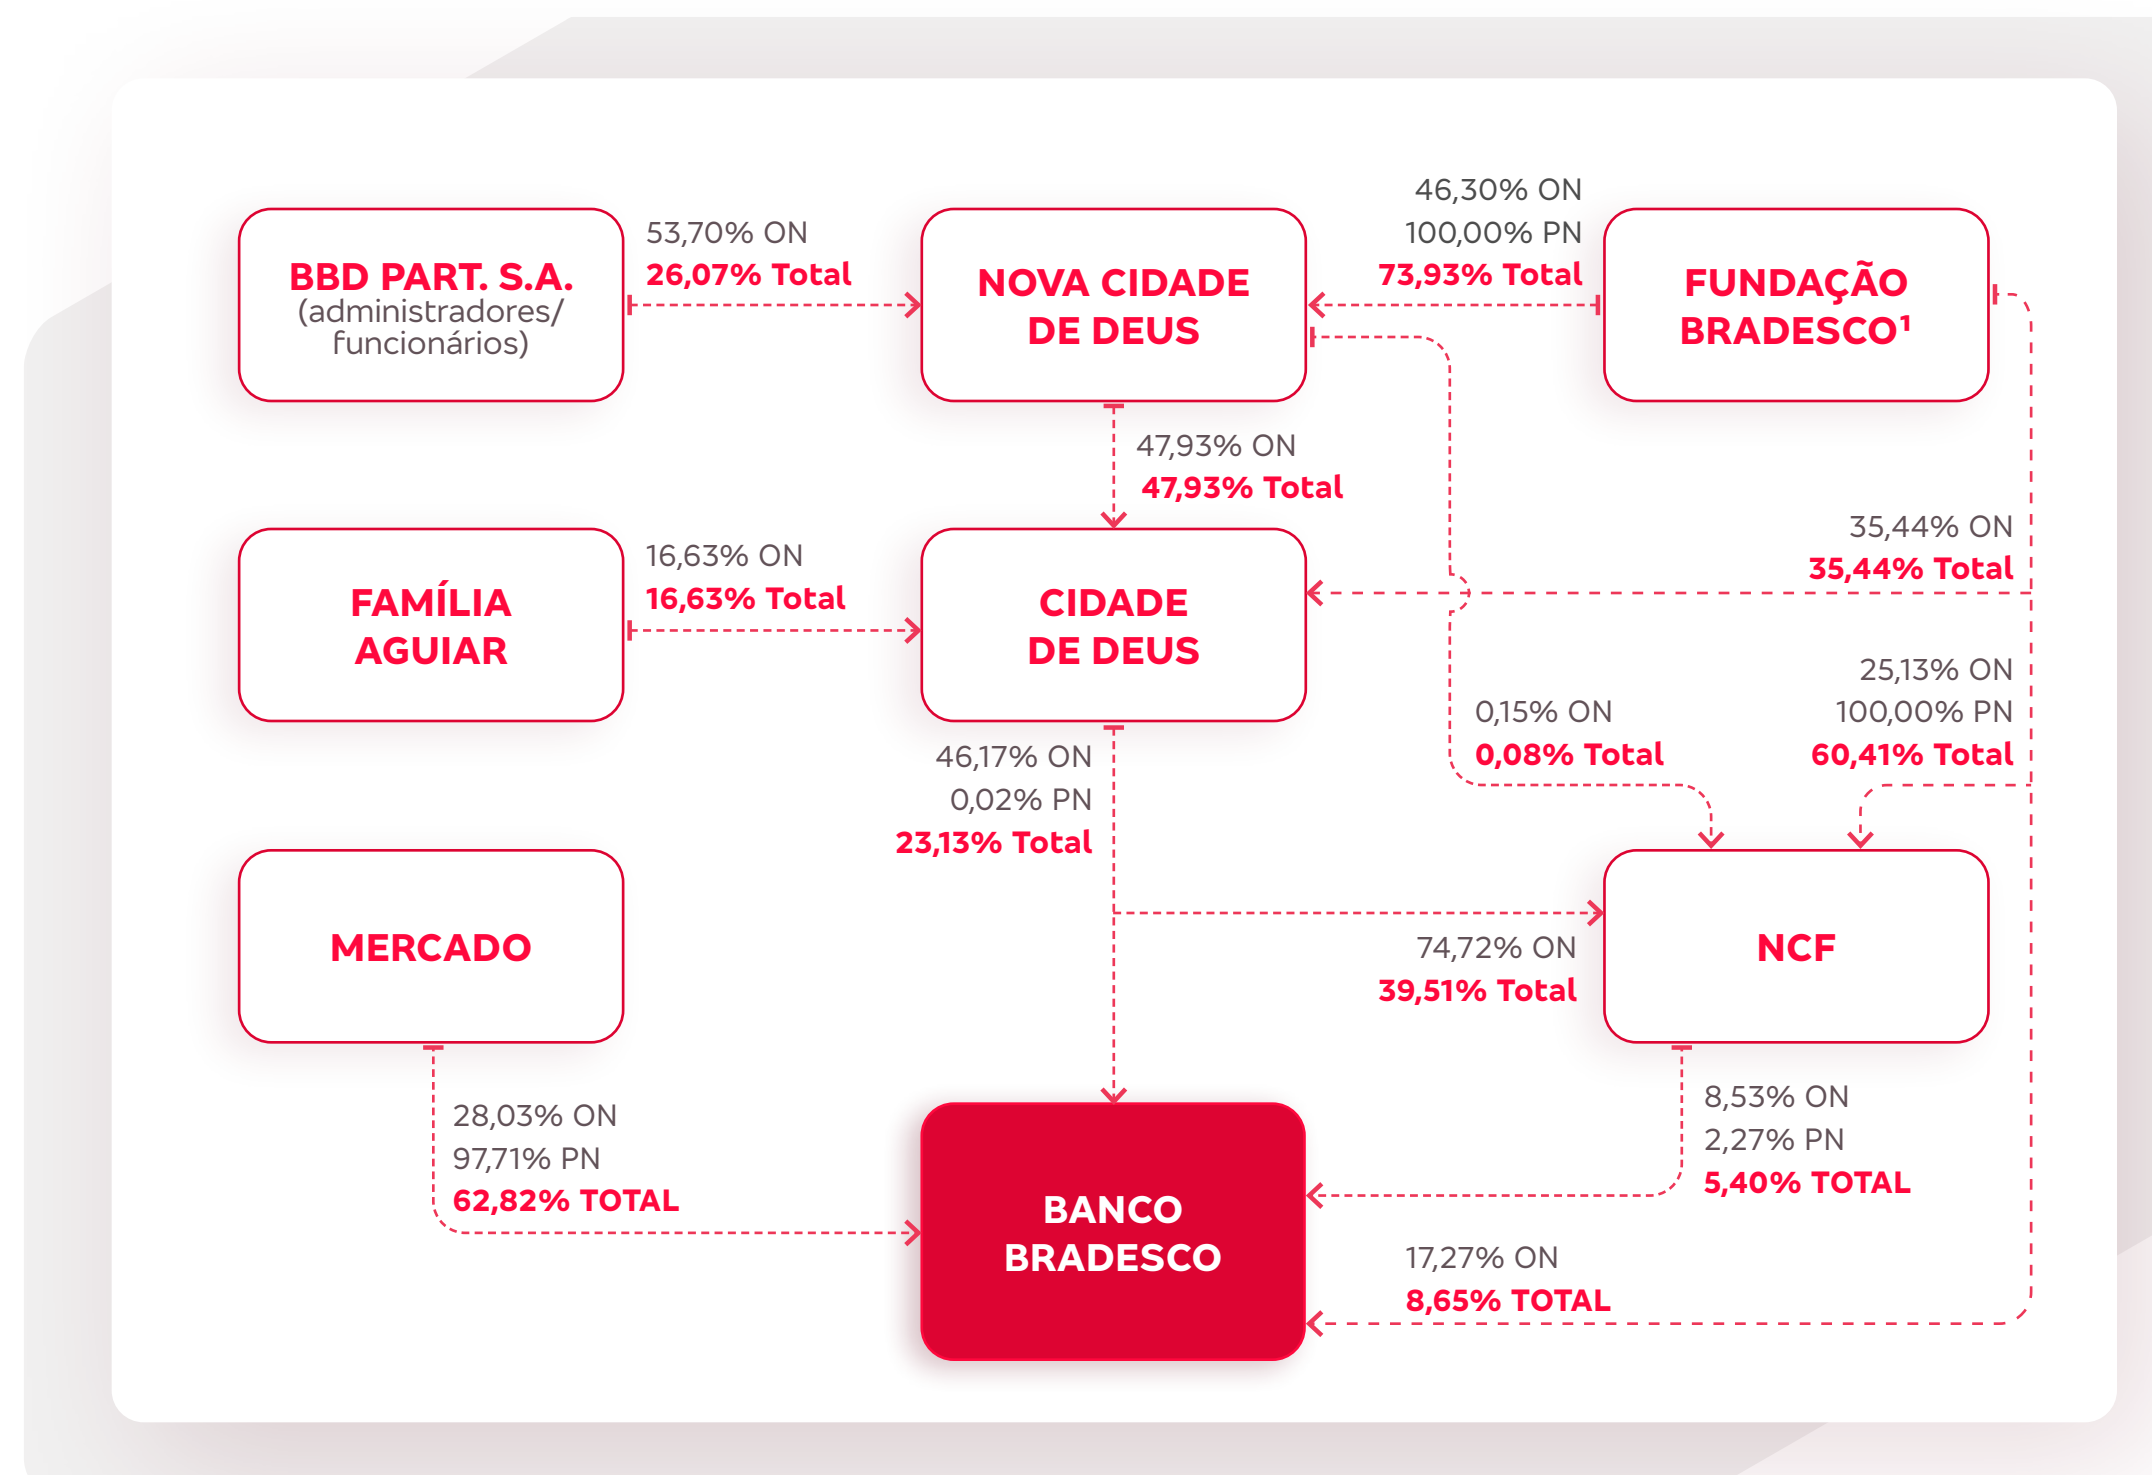 BBD PART. S.A.
(administradores/
funcionários)
53,70% ON
26,07% Total
NOVA CIDADE
DE DEUS
46,30% ON
100,00% PN
73,93% Total
FUNDAÇÃO
BRADESCO¹
47,93% ON
47,93% Total
FAMÍLIA
AGUIAR
16,63% ON
16,63% Total
CIDADE
DE DEUS
35,44% ON
35,44% Total
0,15% ON
0,08% Total
25,13% ON
100,00% PN
60,41% Total
46,17% ON
0,02% PN
23,13% Total
MERCADO
74,72% ON
39,51% Total
NCF
28,03% ON
97,71% PN
62,82% TOTAL
BANCO
BRADESCO
8,53% ON
2,27% PN
5,40% TOTAL
17,27% ON
8,65% TOTAL